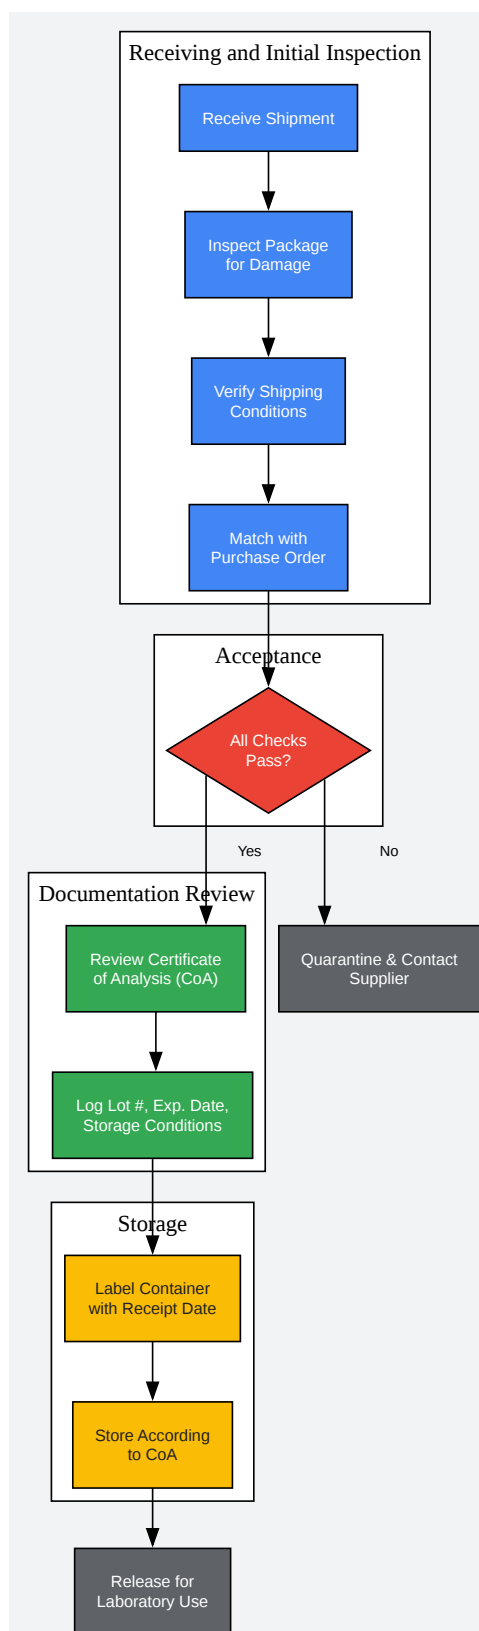 Receiving and Initial Inspection
Receive Shipment
Inspect Package
for Damage
Verify Shipping
Conditions
Match with
Purchase Order
Acceptance
All Checks
Pass?
Yes
No
Documentation Review
Review Certificate
of Analysis (CoA)
Quarantine & Contact
Supplier
Log Lot #, Exp. Date,
Storage Conditions
Storage
Label Container
with Receipt Date
Store According
to CoA
Release for
Laboratory Use